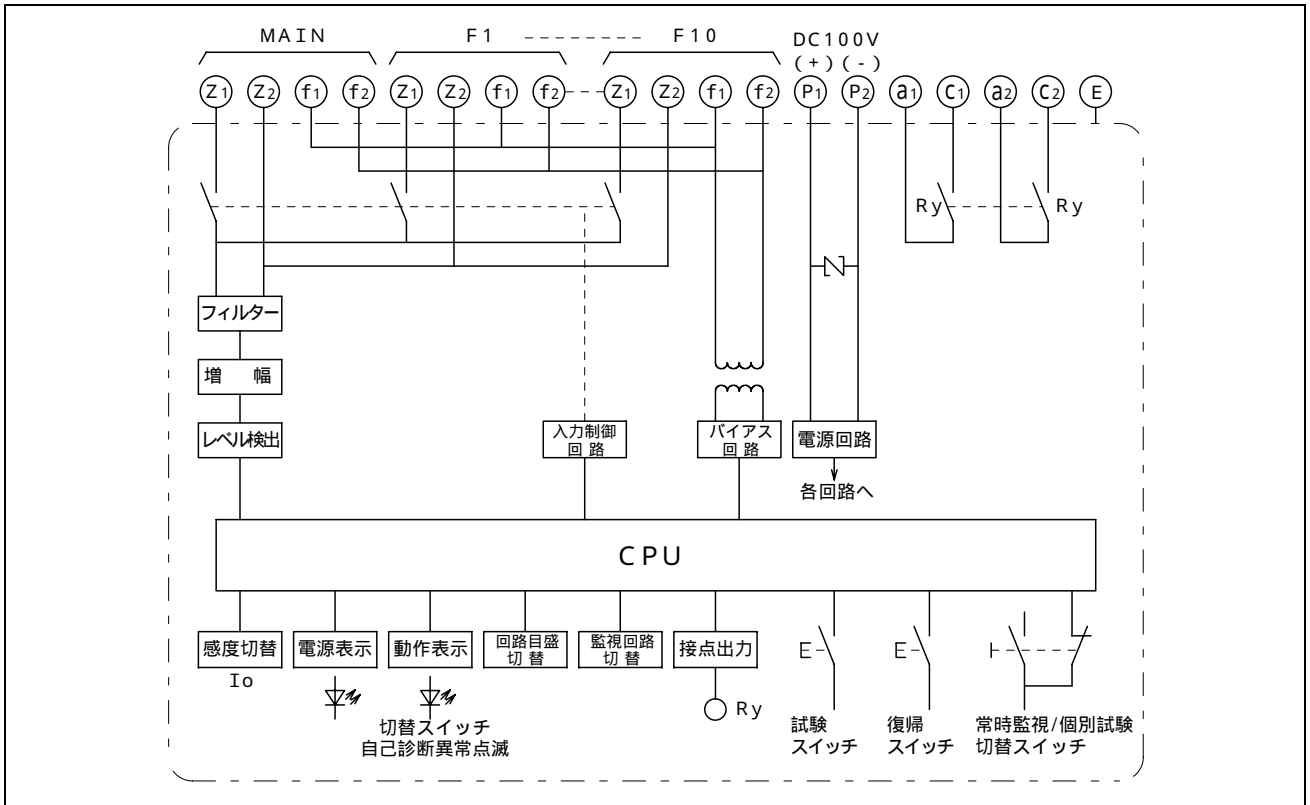 MAIN F1 F10 DC100V
(+)(-)
Z1 Z2 f1 f2 Z1 Z2 f1 f2 Z1 Z2 f1 f2 P1 P2 a1 c1 a2 c2 E
Ry Ry
フィルター
増 幅
レベル検出
入力制御
回 路
バイアス
回 路
電源回路
各回路へ
CPU
感度切替
Io
電源表示
動作表示
切替スイッチ
自己診断異常点滅
回路目盛
切 替
監視回路
切 替
接点出力
Ry
試験
スイッチ
復帰
スイッチ
常時監視/個別試験
切替スイッチ